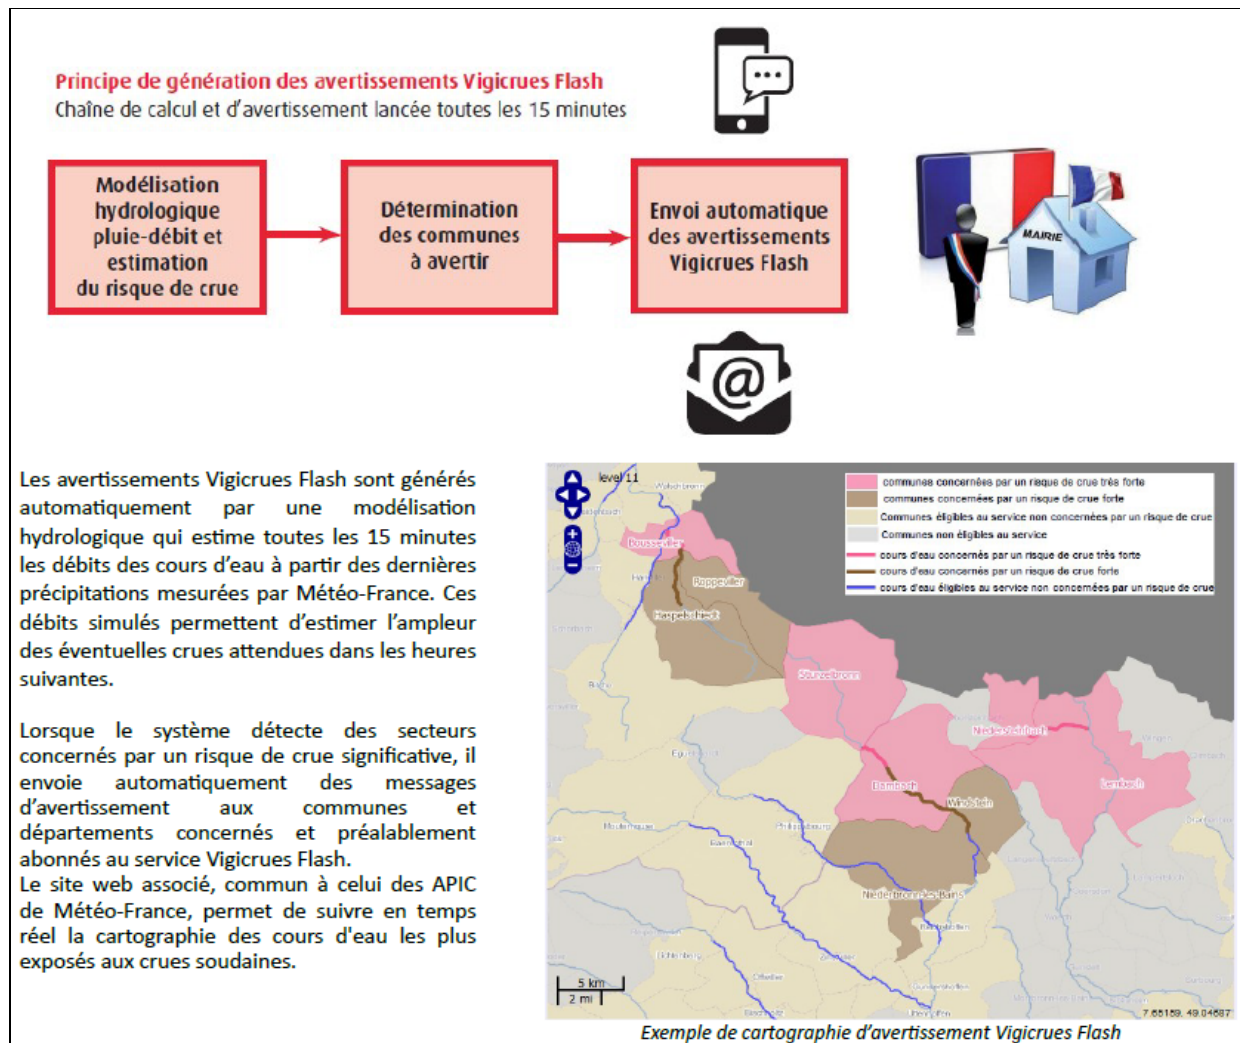 Principe de génération des avertissements Vigicrues Flash
Chaîne de calcul et d'avertissement lancée toutes les 15 minutes
Modélisation
hydrologique
pluie-débit et
estimation
du risque de crue
Détermination
des communes
à avertir
Envoi automatique
des avertissements
Vigicrues Flash
MAIRIE
@
Les avertissements Vigicrues Flash sont générés
automatiquement par une modélisation
hydrologique qui estime toutes les 15 minutes
les débits des cours d'eau à partir des dernières
précipitations mesurées par Météo-France. Ces
débits simulés permettent d'estimer l'ampleur
des éventuelles crues attendues dans les heures
suivantes.
Lorsque le système détecte des secteurs
concernés par un risque de crue significative, il
envoie automatiquement des messages
d'avertissement aux communes et
départements concernés et préalablement
abonnés au service Vigicrues Flash.
Le site web associé, commun à celui des APIC
de Météo-France, permet de suivre en temps
réel la cartographie des cours d'eau les plus
exposés aux crues soudaines.
level 11
communes concernées par un risque de crue très forte
communes concernées par un risque de crue forte
Communes éligibles au service non concernées par un risque de crue
Communes non éligibles au service
cours d'eau concernés par un risque de crue très forte
cours d'eau concernés par un risque de crue forte
cours d'eau éligibles au service non concernées par un risque de crue
Roppeviller
Haspelschiedt
Sturzelbronn
Niedersteinbach
Lembach
Dambach
Windstein
Philippsbourg
Niederbronn-les-Bains
5 km
2 mi
7.65159, 49.04687
Exemple de cartographie d'avertissement Vigicrues Flash